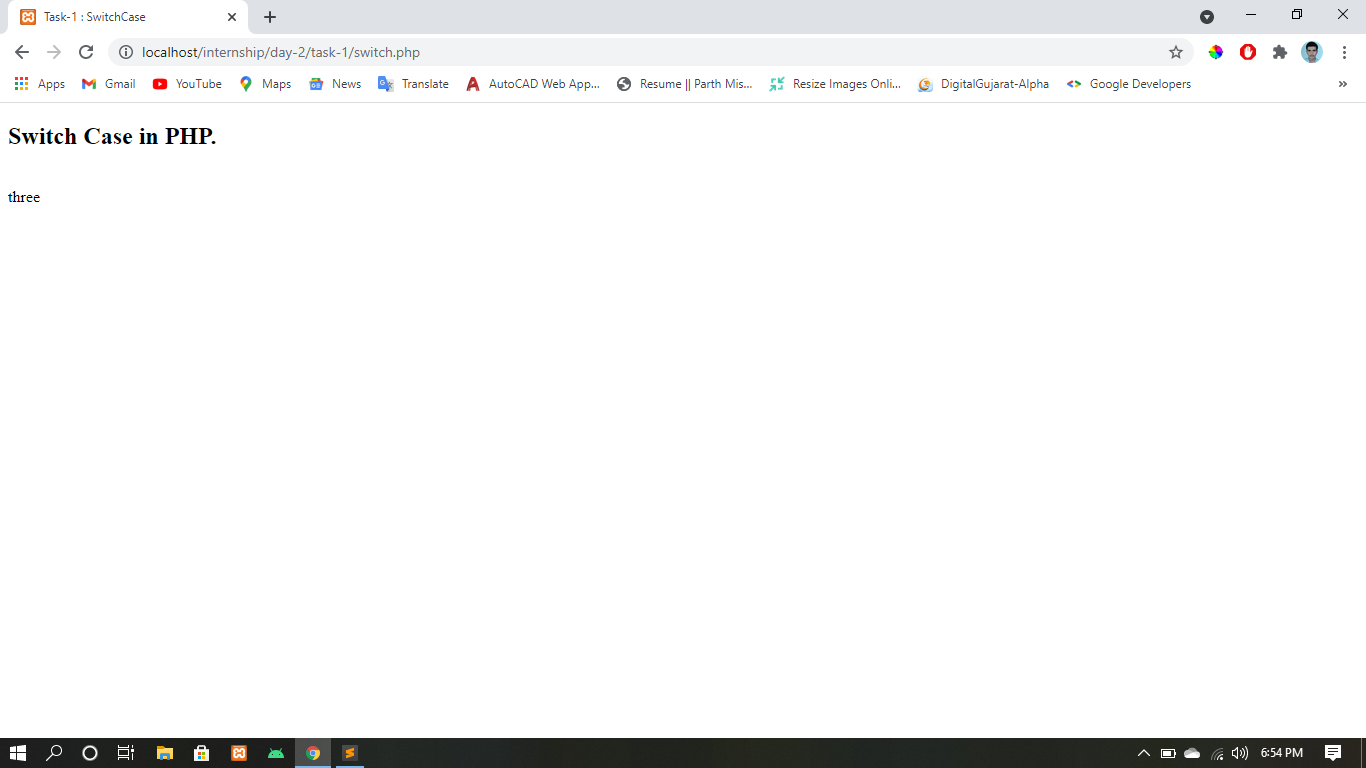 Task-1 : SwitchCase
localhost/internship/day-2/task-1/switch.php
Apps Gmail YouTube Maps News Translate AutoCAD Web App... Resume || Parth Mis... Resize Images Onli... DigitalGujarat-Alpha Google Developers »
Switch Case in PHP.
three
6:54 PM